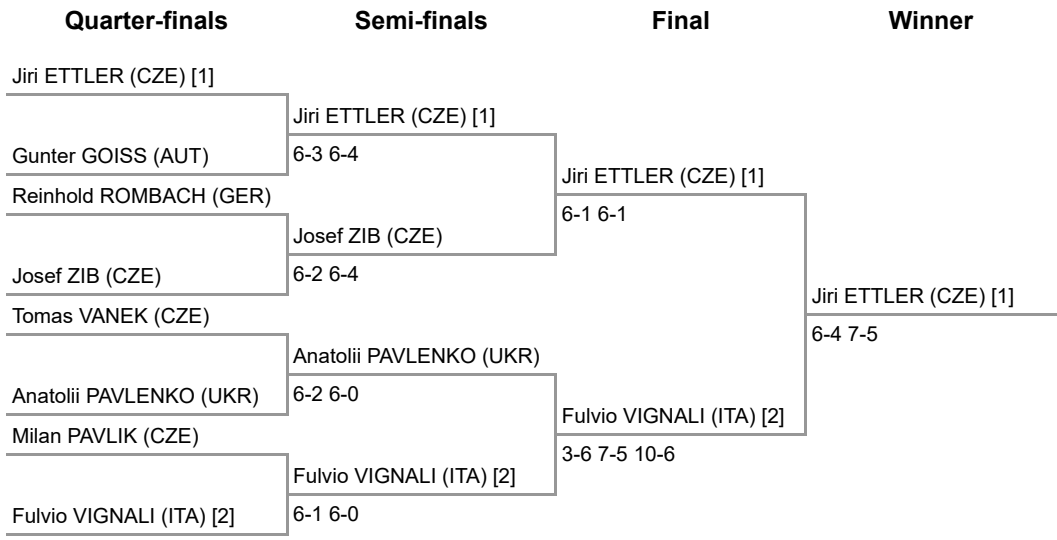 Quarter-finals Semi-finals Final Winner
Jiri ETTLER (CZE) [1]
Jiri ETTLER (CZE) [1]
Gunter GOISS (AUT)
6-3 6-4
Jiri ETTLER (CZE) [1]
Reinhold ROMBACH (GER)
6-1 6-1
Josef ZIB (CZE)
Josef ZIB (CZE)
6-2 6-4
Jiri ETTLER (CZE) [1]
Tomas VANEK (CZE)
6-4 7-5
Anatolii PAVLENKO (UKR)
Anatolii PAVLENKO (UKR)
6-2 6-0
Fulvio VIGNALI (ITA) [2]
Milan PAVLIK (CZE)
3-6 7-5 10-6
Fulvio VIGNALI (ITA) [2]
Fulvio VIGNALI (ITA) [2]
6-1 6-0